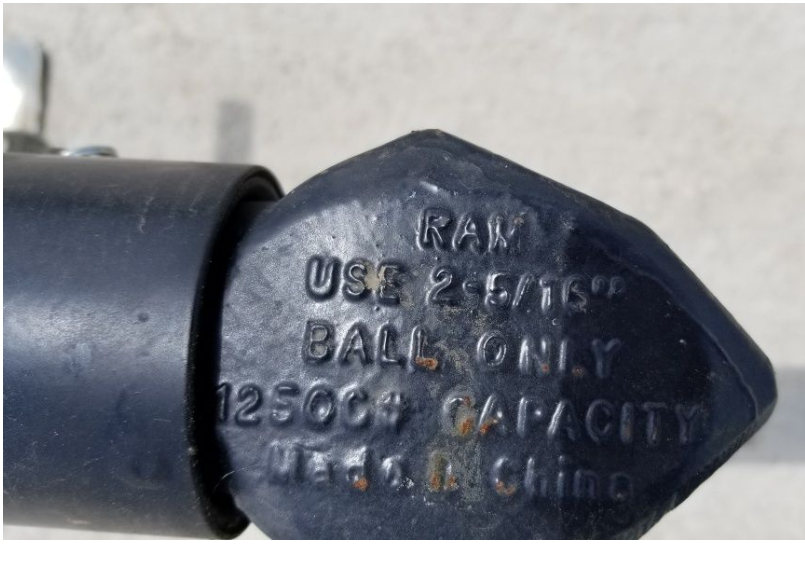 RAM
USE 2-5/16"
BALL ONLY
12500# CAPACITY
Made in China